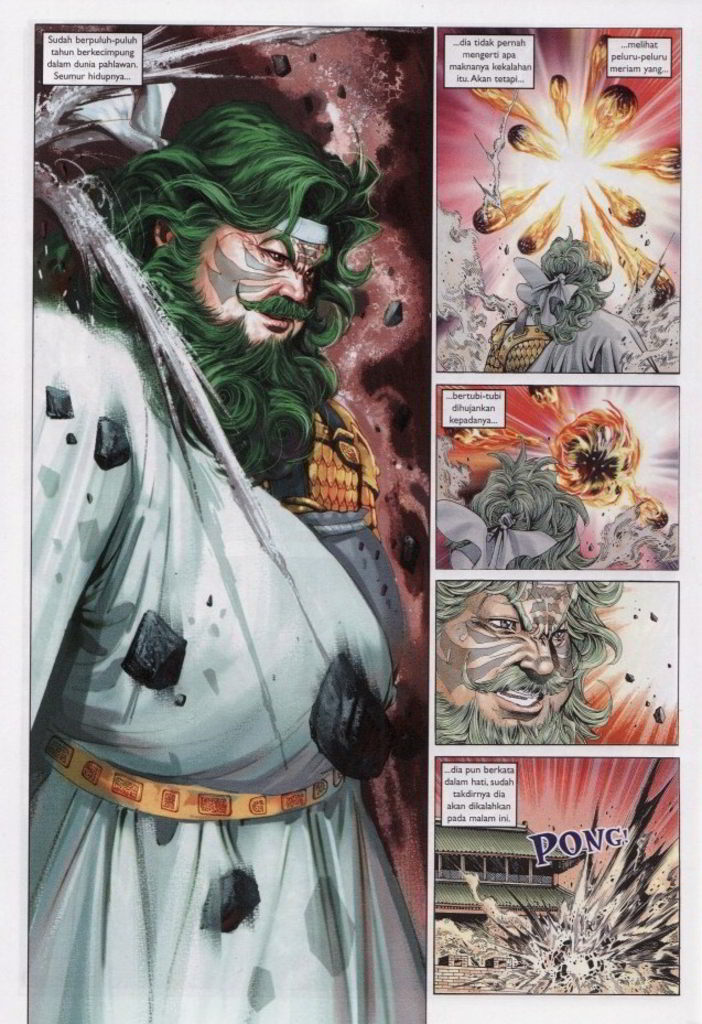 Sudah berpuluh-puluh
tahun berkecimpung
dalam dunia pahlawan.
Seumur hidupnya...
...dia tidak pernah
mengerti apa
maknanya kekalahan
itu. Akan tetapi...
...melihat
peluru-peluru
meriam yang...
...bertubi-tubi
dihujankan
kepadanya...
...dia pun berkata
dalam hati, sudah
takdirnya dia
akan dikalahkan
pada malam ini.
PONG!